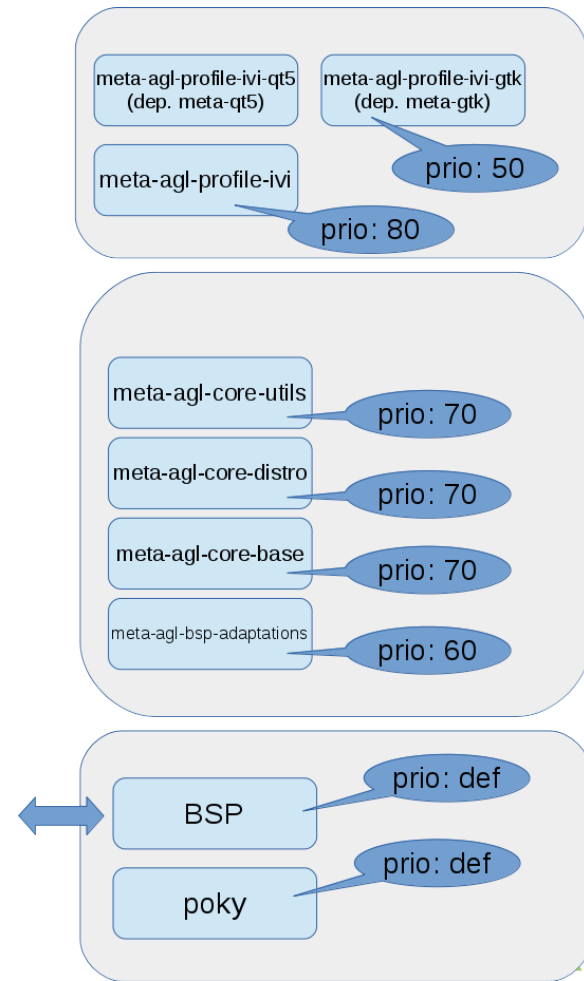 meta-agl-profile-ivi-qt5
(dep. meta-qt5)
meta-agl-profile-ivi-gtk
(dep. meta-gtk)
prio: 50
meta-agl-profile-ivi
prio: 80
meta-agl-core-utils
prio: 70
meta-agl-core-distro
prio: 70
meta-agl-core-base
prio: 70
meta-agl-bsp-adaptations
prio: 60
BSP
prio: def
poky
prio: def